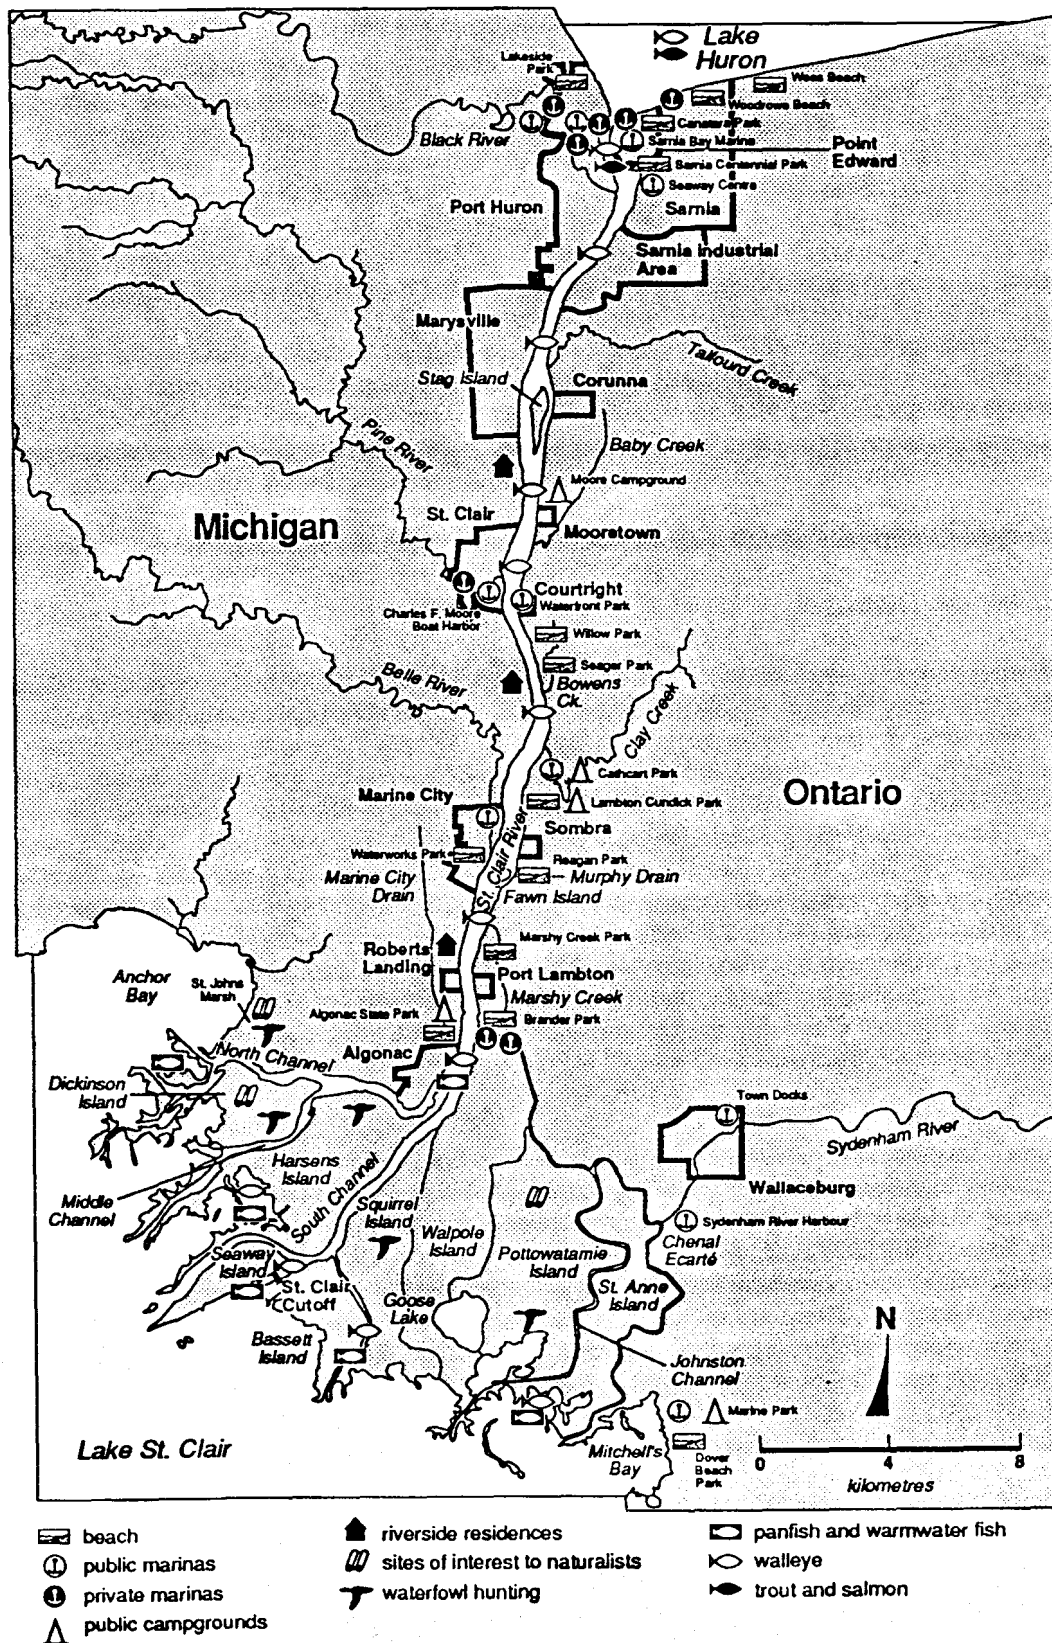 Lake
Huron
Lakeside
Park
Wees Beach
Woodrowe Beach
Canatara Park
Black River
Sarnia Bay Marine
Point
Edward
Sarnia Centennial Park
Seaway Centre
Port Huron
Sarnia
Sarnia Industrial
Area
Marysville
Talfourd Creek
Stag Island
Corunna
Pine River
Baby Creek
Moore Campground
Michigan
St. Clair
Mooretown
Courtright
Waterfront Park
Charles F. Moore
Boat Harbor
Willow Park
Seager Park
Belle River
Bowens
Ck.
Clay Creek
Cathcart Park
Ontario
Marine City
Lambton Cundick Park
St. Clair River
Sombra
Waterworks Park
Reagan Park
Marine City
Drain
Murphy Drain
Fawn Island
Marshy Creek Park
Roberts
Landing
Anchor
Bay
St. Johns
Marsh
Port Lambton
Marshy Creek
Algonac State Park
Brander Park
North Channel
Algonac
Dickinson
Island
Town Docks
Sydenham River
Harsens
Island
Wallaceburg
Middle
Channel
South Channel
Squirrel
Island
Walpole
Island
Sydenham River Harbour
Chenal
Ecarté
Pottowatamie
Island
Seaway
Island
St. Clair
Cutoff
St. Anne
Island
Goose
Lake
N
Bassett
Island
Johnston
Channel
Marine Park
Lake St. Clair
Mitchell's
Bay
Dover
Beach
Park
0 4 8
kilometres
beach
public marinas
private marinas
public campgrounds
riverside residences
sites of interest to naturalists
waterfowl hunting
panfish and warmwater fish
walleye
trout and salmon